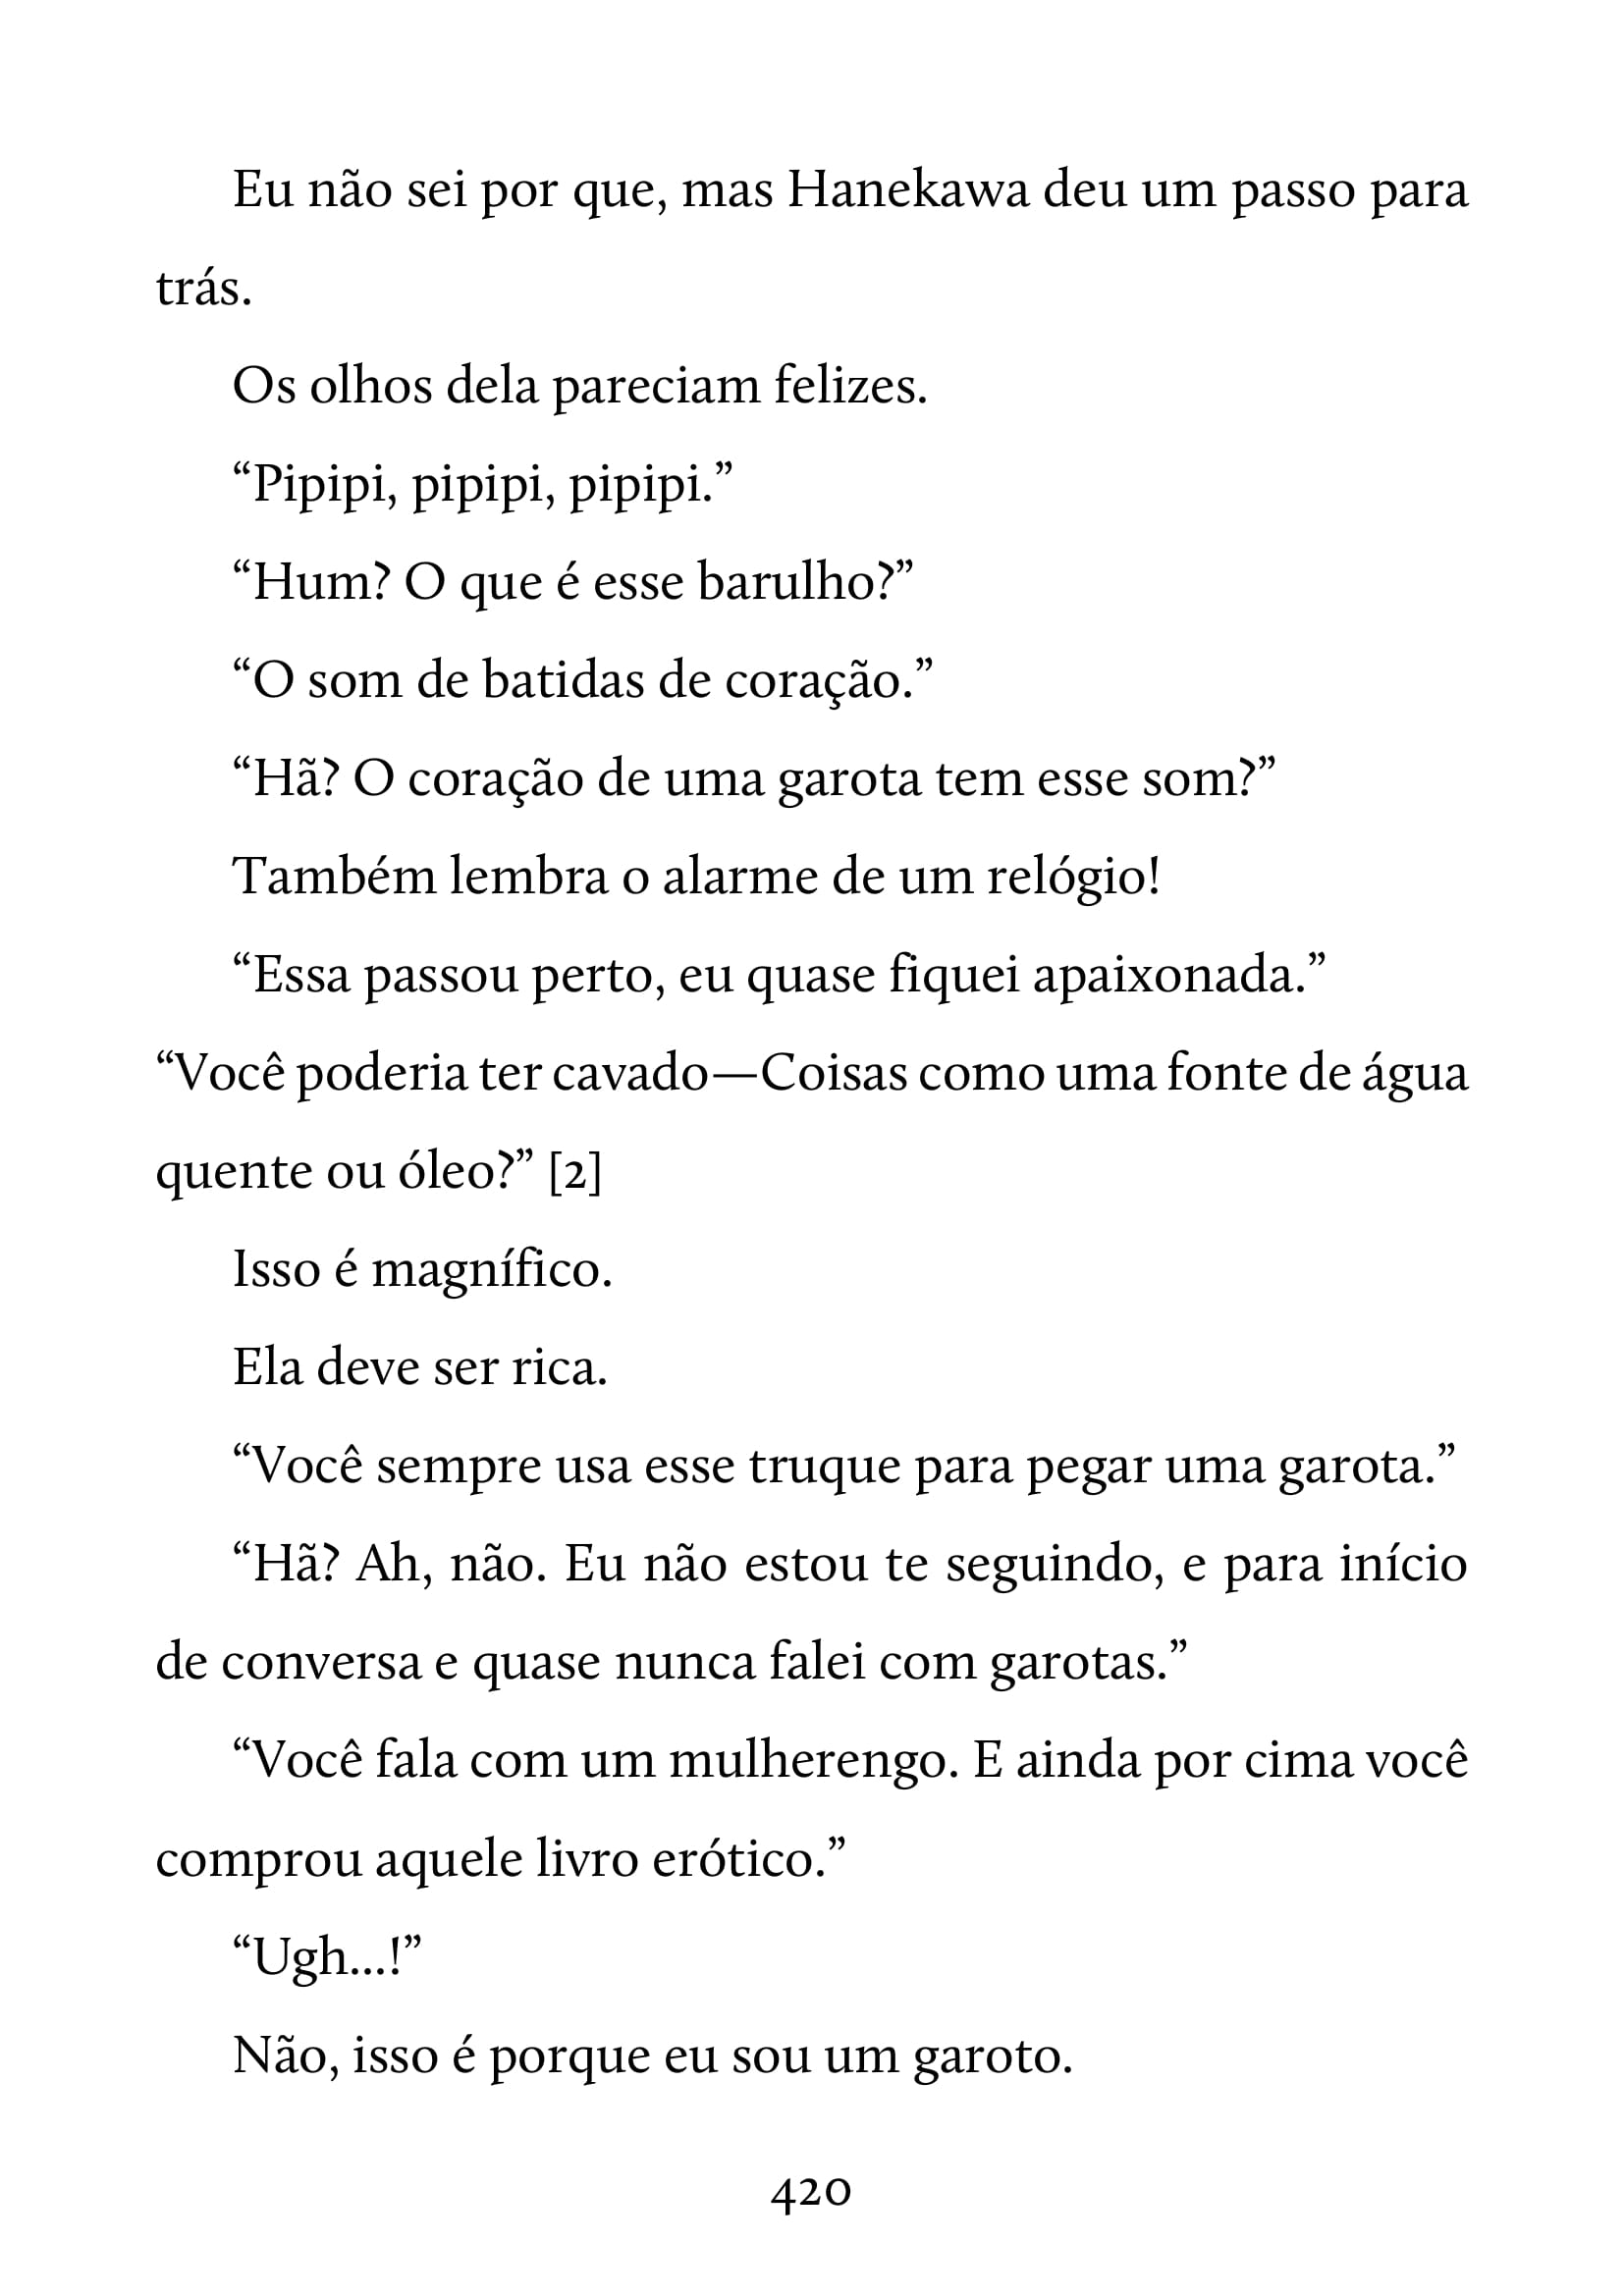 Eu não sei por que, mas Hanekawa deu um passo para
trás.
Os olhos dela pareciam felizes.
“Pipipi, pipipi, pipipi.”
“Hum? O que é esse barulho?”
“O som de batidas de coração.”
“Hã? O coração de uma garota tem esse som?”
Também lembra o alarme de um relógio!
“Essa passou perto, eu quase fiquei apaixonada.”
“Você poderia ter cavado—Coisas como uma fonte de água
quente ou óleo?” [2]
Isso é magnífico.
Ela deve ser rica.
“Você sempre usa esse truque para pegar uma garota.”
“Hã? Ah, não. Eu não estou te seguindo, e para início
de conversa e quase nunca falei com garotas.”
“Você fala com um mulherengo. E ainda por cima você
comprou aquele livro erótico.”
“Ugh...!”
Não, isso é porque eu sou um garoto.
420